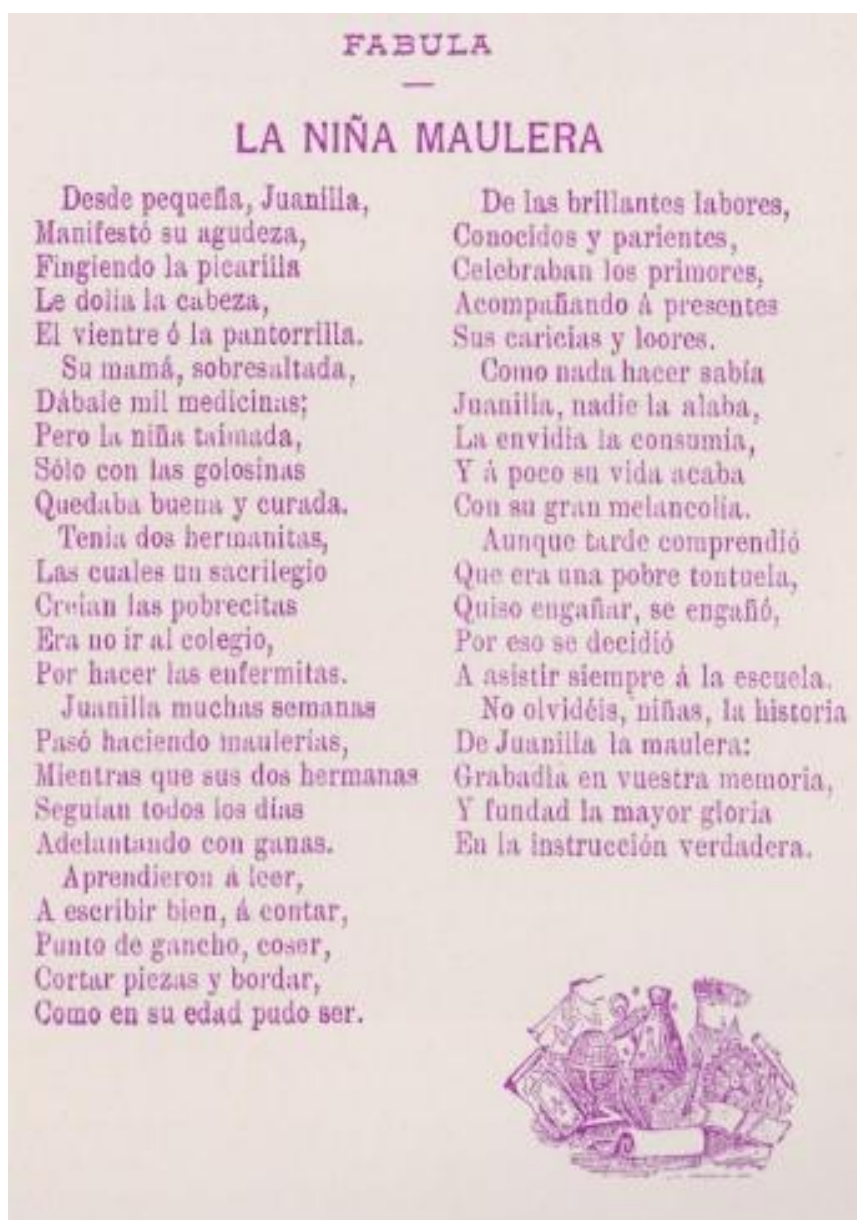 FABULA
LA NIÑA MAULERA
Desde pequeña, Juanilla,
Manifestó su agudeza,
Fingiendo la picarilla
Le dolia la cabeza,
El vientre ó la pantorrilla.
Su mamá, sobresaltada,
Dábale mil medicinas;
Pero la niña taimada,
Sólo con las golosinas
Quedaba buena y curada.
Tenia dos hermanitas,
Las cuales un sacrilegio
Creian las pobrecitas
Era no ir al colegio,
Por hacer las enfermitas.
Juanilla muchas semanas
Pasó haciendo maulerias,
Mientras que sus dos hermanas
Seguian todos los días
Adelantando con ganas.
Aprendieron á leer,
A escribir bien, á contar,
Punto de gancho, coser,
Cortar piezas y bordar,
Como en su edad pudo ser.
De las brillantes labores,
Conocidos y parientes,
Celebraban los primores,
Acompañando á presentes
Sus caricias y loores.
Como nada hacer sabía
Juanilla, nadie la alaba,
La envidia la consumía,
Y á poco su vida acaba
Con su gran melancolia.
Aunque tarde comprendió
Que era una pobre tontuela,
Quiso engañar, se engañó,
Por eso se decidió
A asistir siempre á la escuela.
No olvidéis, niñas, la historia
De Juanilla la maulera:
Grabadla en vuestra memoria,
Y fundad la mayor gloria
En la instrucción verdadera.